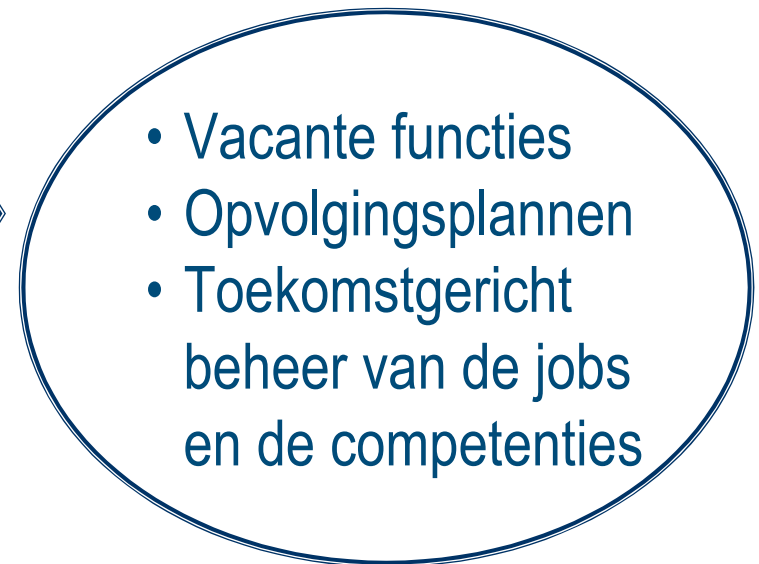 • Vacante functies
• Opvolgingsplannen
• Toekomstgericht
beheer van de jobs
en de competenties